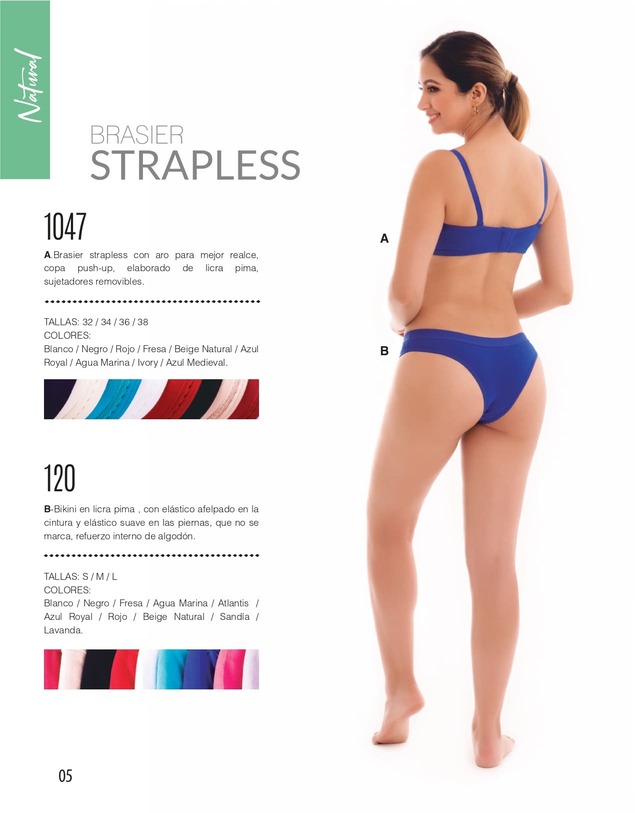 Natural
BRASIER
STRAPLESS
1047
A.Brasier strapless con aro para mejor realce,
copa push-up, elaborado de licra pima,
sujetadores removibles.
TALLAS: 32 / 34 / 36 / 38
COLORES:
Blanco / Negro / Rojo / Fresa / Beige Natural / Azul
Royal / Agua Marina / Ivory / Azul Medieval.
A
B
120
B-Bikini en licra pima , con elástico afelpado en la
cintura y elástico suave en las piernas, que no se
marca, refuerzo interno de algodón.
TALLAS: S / M / L
COLORES:
Blanco / Negro / Fresa / Agua Marina / Atlantis /
Azul Royal / Rojo / Beige Natural / Sandía /
Lavanda.
05